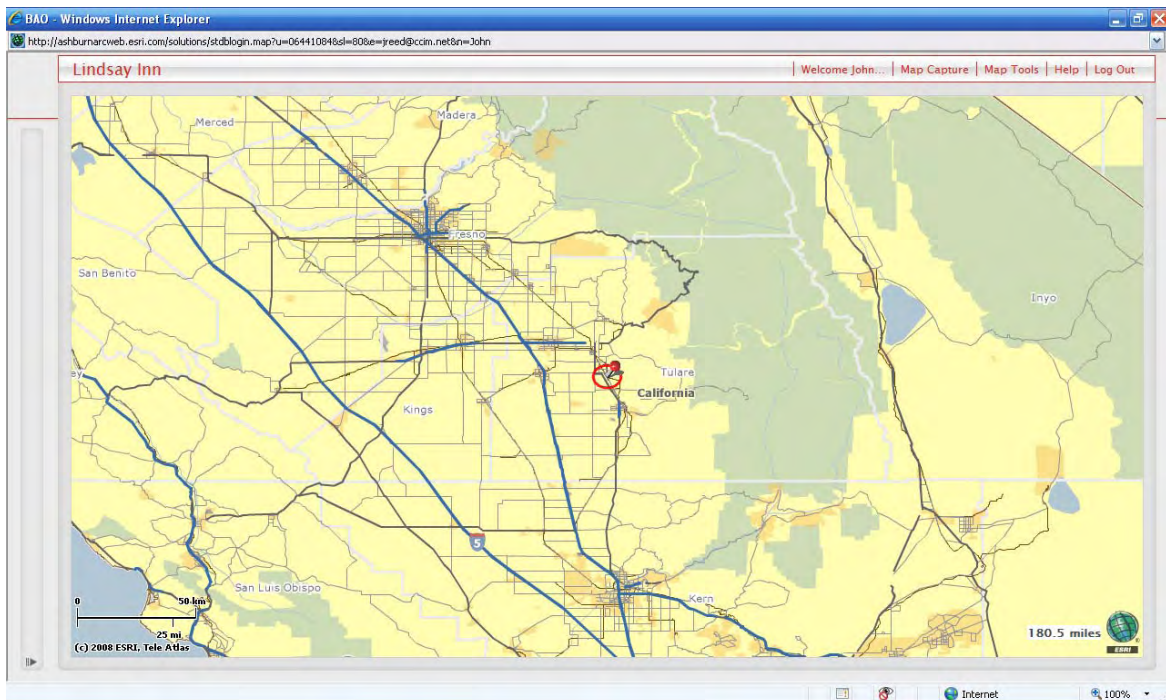 BAO - Windows Internet Explorer
http://ashburnarcweb.esri.com/solutions/stdblogin.map?u=06441084&sl=80&e=jreed@ccim.net&n=John
Lindsay Inn
Welcome John... | Map Capture | Map Tools | Help | Log Out
Merced
Madera
Fresno
San Benito
Inyo
Tulare
California
ey
Kings
5
San Luis Obispo
Kern
0 50 km
25 mi
180.5 miles
(c) 2008 ESRI, Tele Atlas
ESRI
Internet
100%